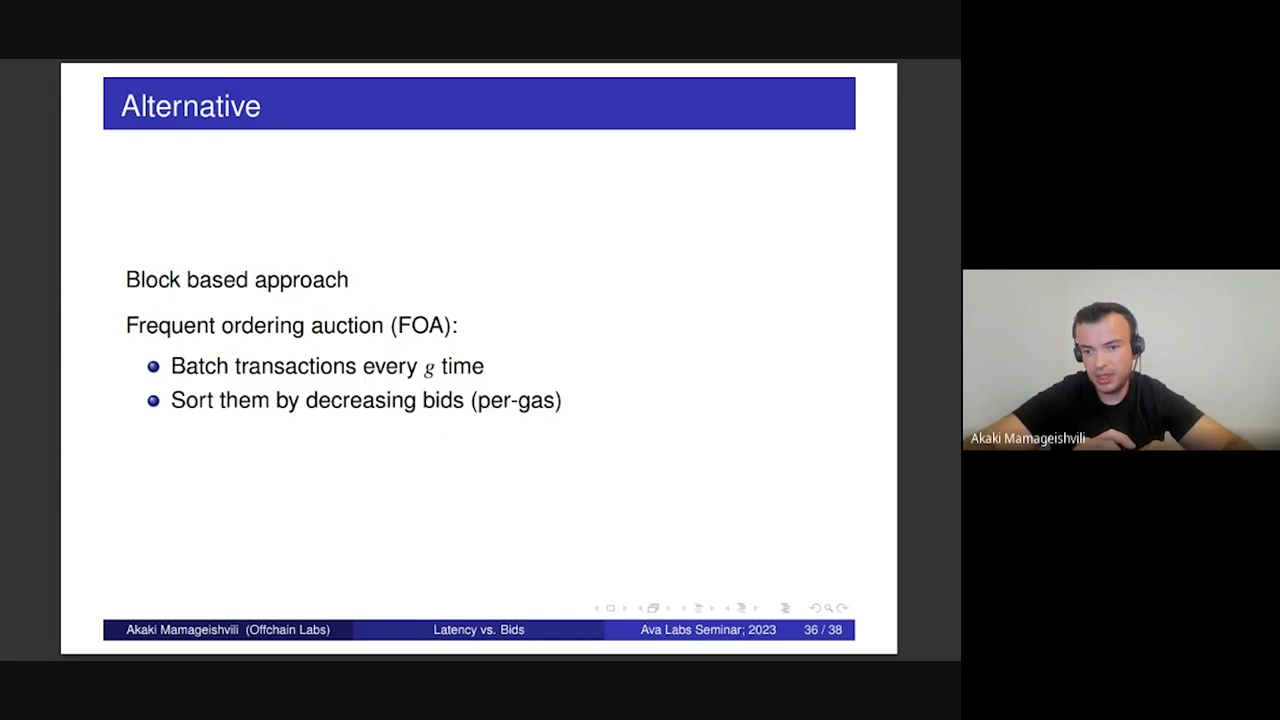 Alternative
Block based approach
Frequent ordering auction (FOA):
Batch transactions every g time
Sort them by decreasing bids (per-gas)
Akaki Mamageishvili (Offchain Labs) Latency vs. Bids Ava Labs Seminar; 2023 36 / 38
Akaki Mamageishvili